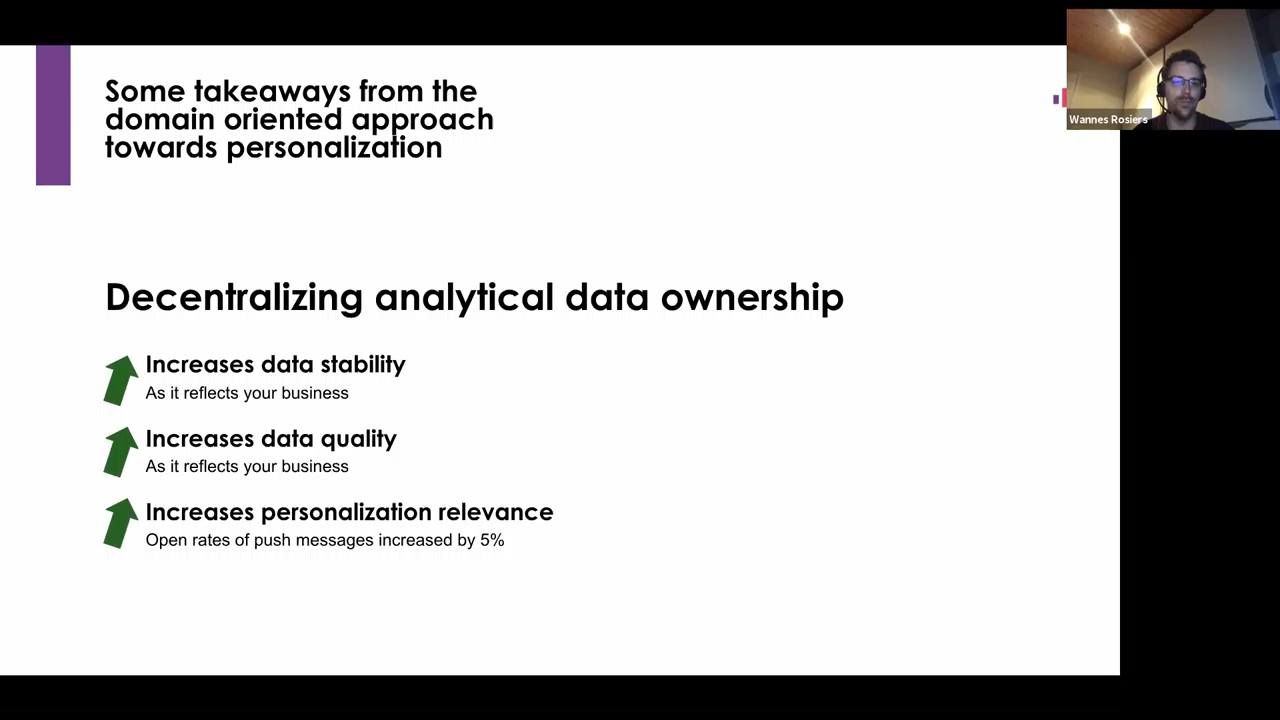 Some takeaways from the
domain oriented approach
towards personalization
Wannes Rosiers
Decentralizing analytical data ownership
Increases data stability
As it reflects your business
Increases data quality
As it reflects your business
Increases personalization relevance
Open rates of push messages increased by 5%